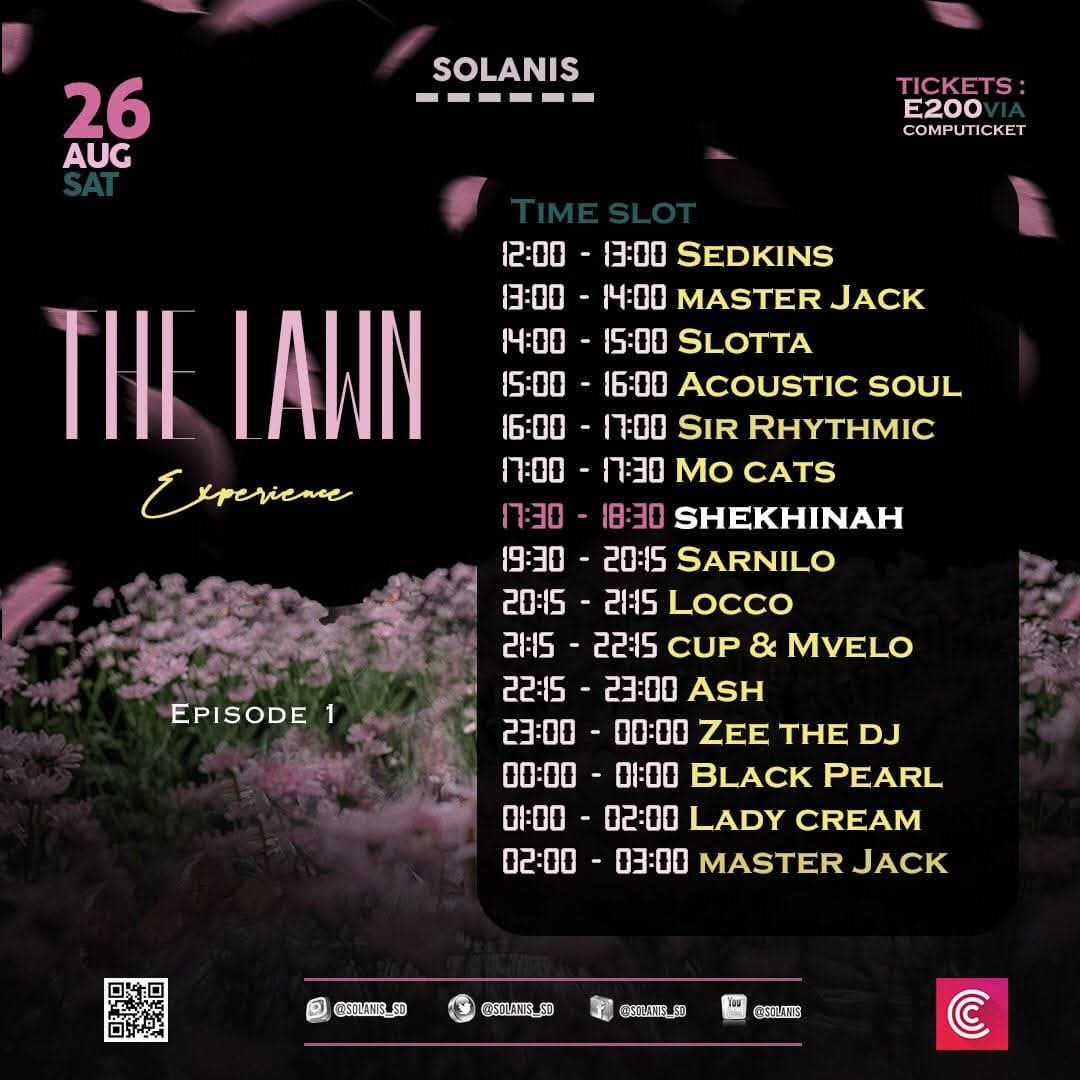 SOLANIS
26
AUG
SAT
TICKETS :
E200 VIA
COMPUTICKET
THE LAWN
Experience
EPISODE 1
TIME SLOT
12:00 - 13:00 SEDKINS
13:00 - 14:00 MASTER JACK
14:00 - 15:00 SLOTTA
15:00 - 16:00 ACOUSTIC SOUL
16:00 - 17:00 SIR RHYTHMIC
17:00 - 17:30 MO CATS
17:30 - 18:30 SHEKHINAH
19:30 - 20:15 SARNILO
20:15 - 21:15 LOCCO
21:15 - 22:15 CUP & MVELO
22:15 - 23:00 ASH
23:00 - 00:00 ZEE THE DJ
00:00 - 01:00 BLACK PEARL
01:00 - 02:00 LADY CREAM
02:00 - 03:00 MASTER JACK
@SOLANIS_SD @SOLANIS_SD @SOLANIS_SD You @SOLANIS